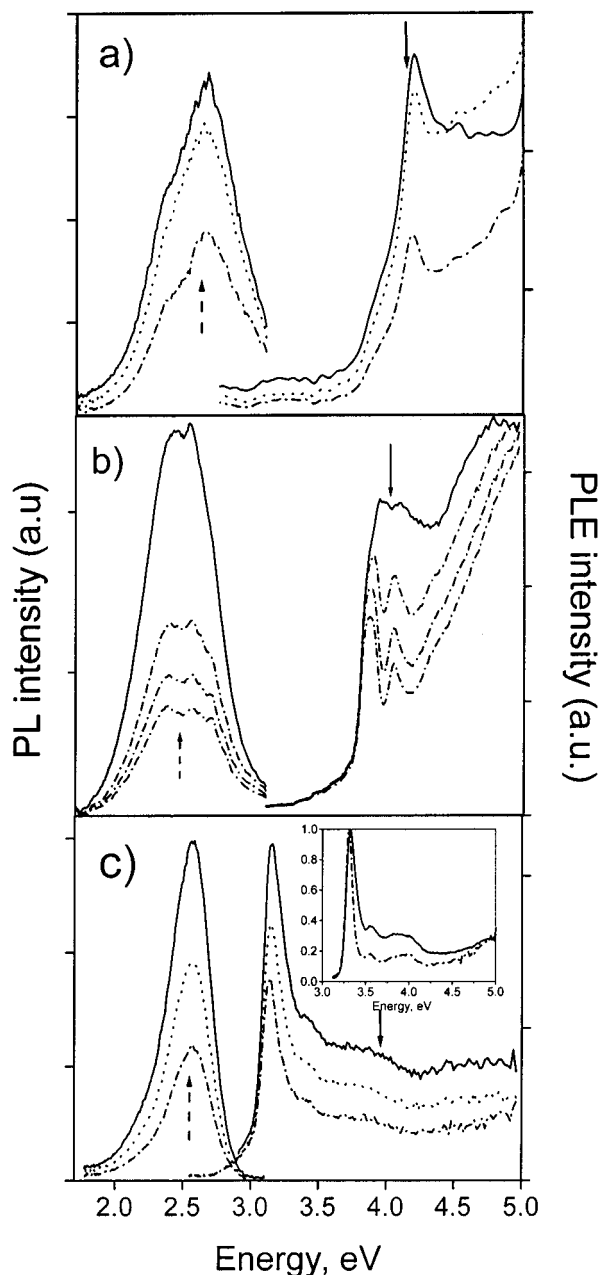 a)
b)
c)
PL intensity (a.u)
PLE intensity (a.u.)
1.0
0.8
0.6
0.4
0.2
0.0
3.0 3.5 4.0 4.5 5.0
Energy, eV
2.0 2.5 3.0 3.5 4.0 4.5 5.0
Energy, eV